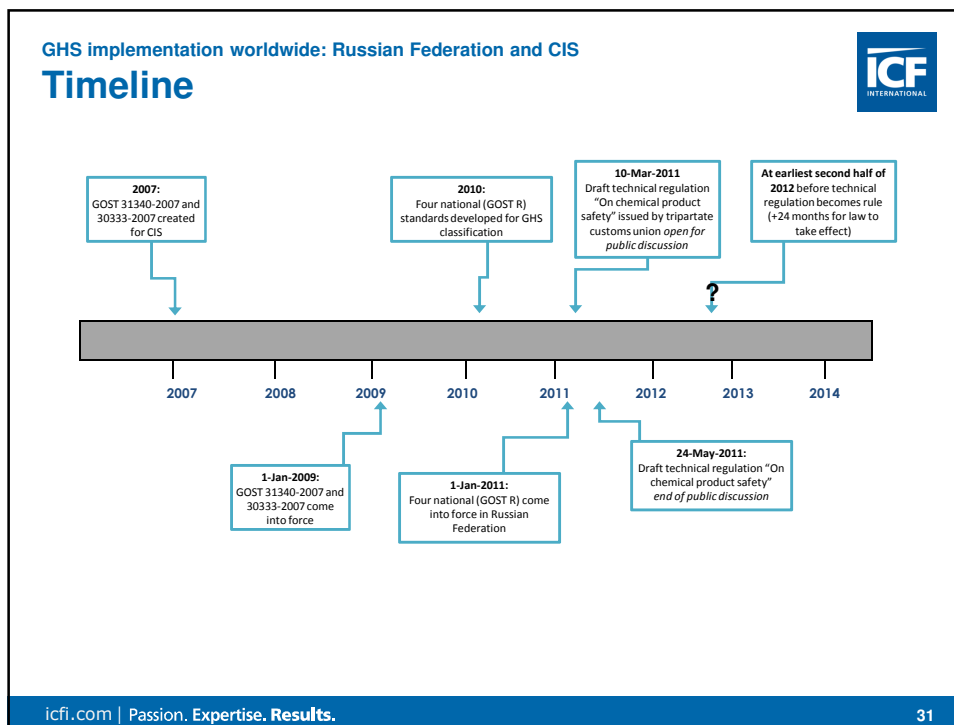 GHS implementation worldwide: Russian Federation and CIS
Timeline
ICF
INTERNATIONAL
2007:
GOST 31340-2007 and
30333-2007 created
for CIS
2010:
Four national (GOST R)
standards developed for GHS
classification
10-Mar-2011
Draft technical regulation
"On chemical product
safety" issued by tripartate
customs union open for
public discussion
At earliest second half of
2012 before technical
regulation becomes rule
(+24 months for law to
take effect)
?
2007 2008 2009 2010 2011 2012 2013 2014
1-Jan-2009:
GOST 31340-2007 and
30333-2007 come
into force
1-Jan-2011:
Four national (GOST R) come
into force in Russian
Federation
24-May-2011:
Draft technical regulation "On
chemical product safety"
end of public discussion
icfi.com | Passion. Expertise. Results.
31